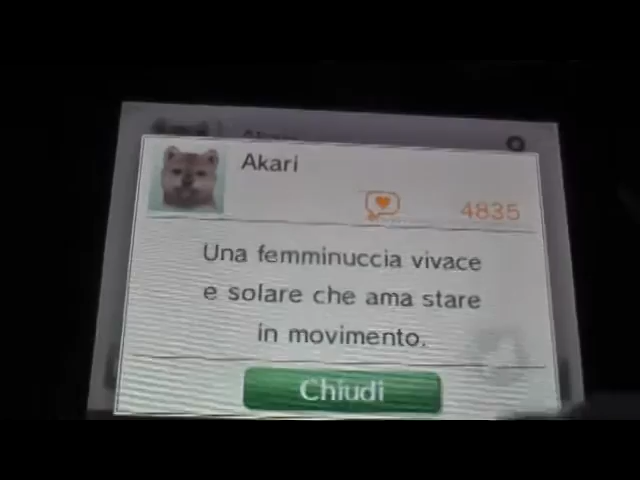 Akari
4835
Una femminuccia vivace
e solare che ama stare
in movimento.
Chiudi